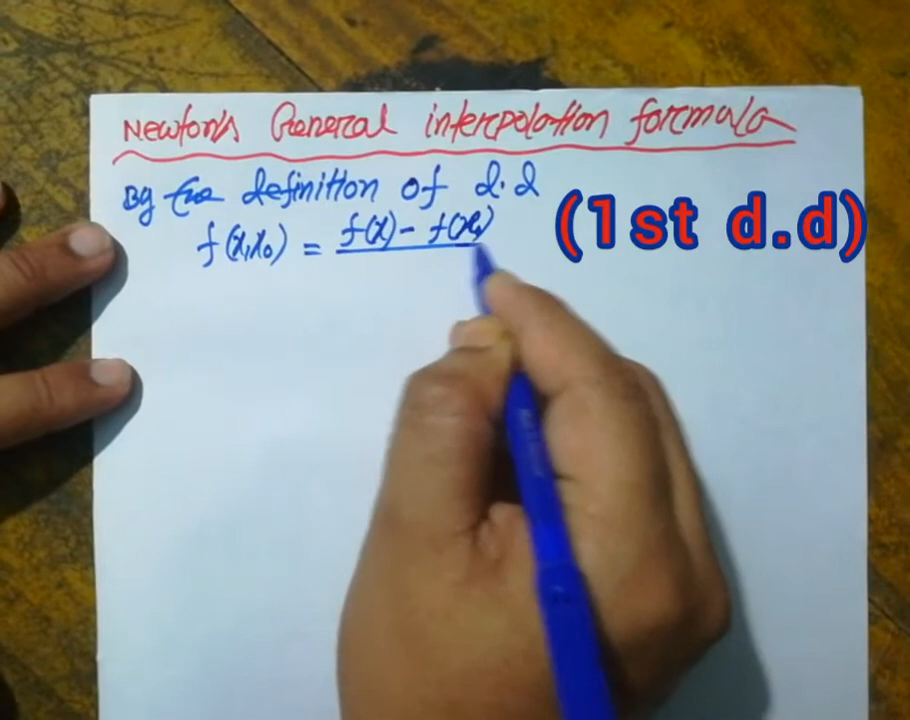 Newton's General interpolation formula
By the definition of d.d
f(x,x₀) = f(x) - f(x₀)
(1st d.d)